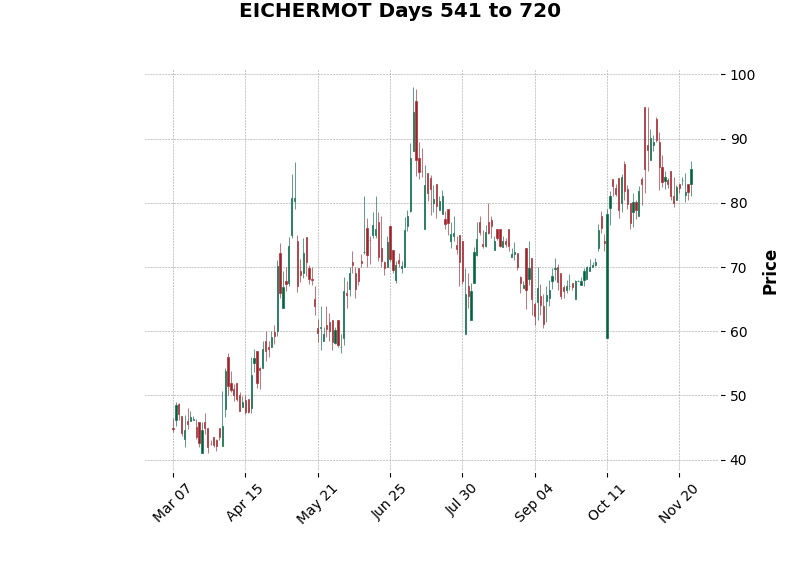 EICHERMOT Days 541 to 720
100
90
80
70
60
50
40
Price
Mar 07
Apr 15
May 21
Jun 25
Jul 30
Sep 04
Oct 11
Nov 20